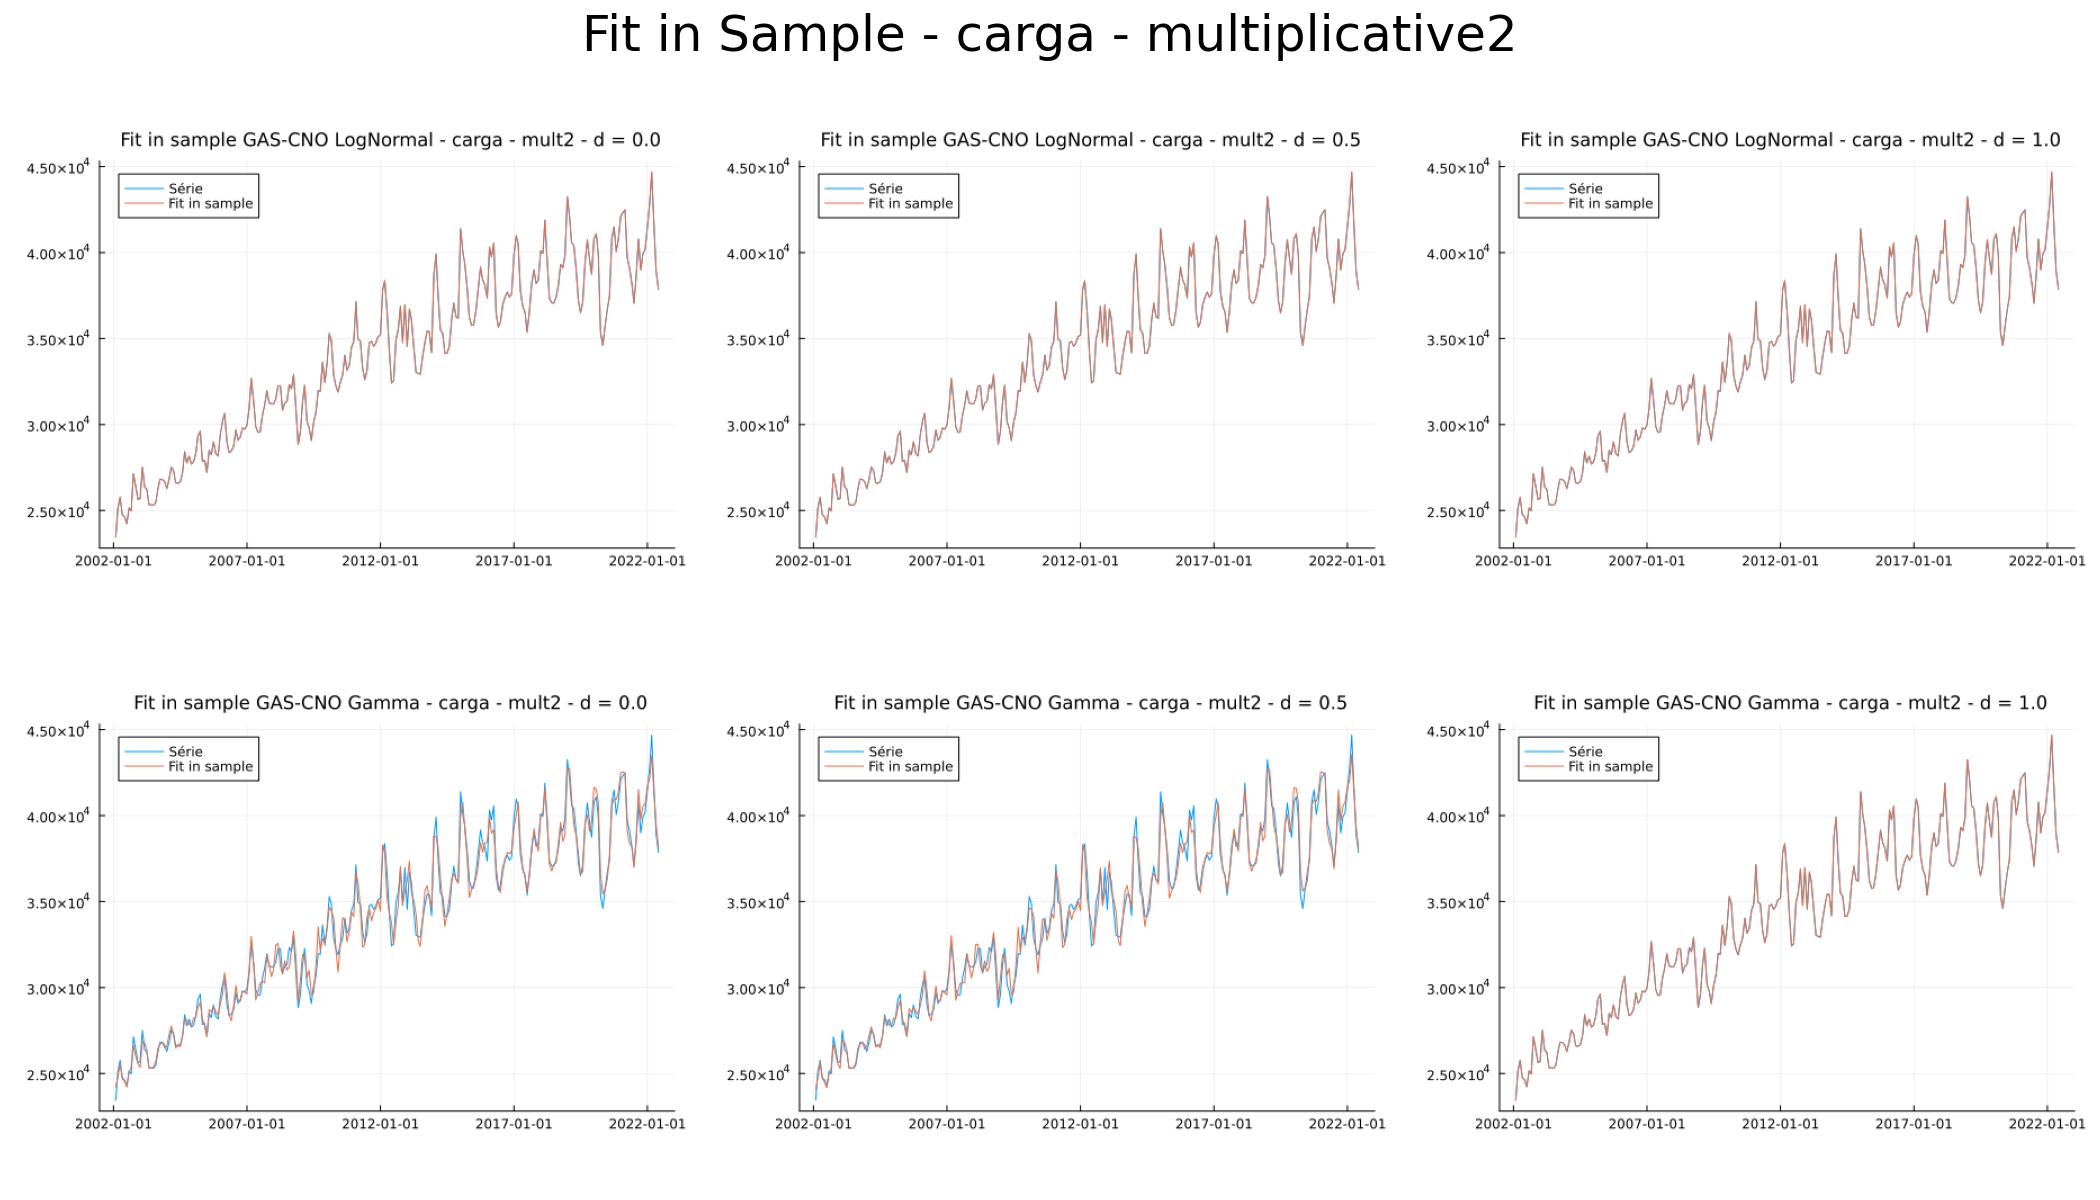 Fit in Sample - carga - multiplicative2
Fit in sample GAS-CNO LogNormal - carga - mult2 - d = 0.0
4.50×10⁴
4.00×10⁴
3.50×10⁴
3.00×10⁴
2.50×10⁴
Série
Fit in sample
2002-01-01 2007-01-01 2012-01-01 2017-01-01 2022-01-01
Fit in sample GAS-CNO LogNormal - carga - mult2 - d = 0.5
4.50×10⁴
4.00×10⁴
3.50×10⁴
3.00×10⁴
2.50×10⁴
Série
Fit in sample
2002-01-01 2007-01-01 2012-01-01 2017-01-01 2022-01-01
Fit in sample GAS-CNO LogNormal - carga - mult2 - d = 1.0
4.50×10⁴
4.00×10⁴
3.50×10⁴
3.00×10⁴
2.50×10⁴
Série
Fit in sample
2002-01-01 2007-01-01 2012-01-01 2017-01-01 2022-01-01
Fit in sample GAS-CNO Gamma - carga - mult2 - d = 0.0
4.50×10⁴
4.00×10⁴
3.50×10⁴
3.00×10⁴
2.50×10⁴
Série
Fit in sample
2002-01-01 2007-01-01 2012-01-01 2017-01-01 2022-01-01
Fit in sample GAS-CNO Gamma - carga - mult2 - d = 0.5
4.50×10⁴
4.00×10⁴
3.50×10⁴
3.00×10⁴
2.50×10⁴
Série
Fit in sample
2002-01-01 2007-01-01 2012-01-01 2017-01-01 2022-01-01
Fit in sample GAS-CNO Gamma - carga - mult2 - d = 1.0
4.50×10⁴
4.00×10⁴
3.50×10⁴
3.00×10⁴
2.50×10⁴
Série
Fit in sample
2002-01-01 2007-01-01 2012-01-01 2017-01-01 2022-01-01